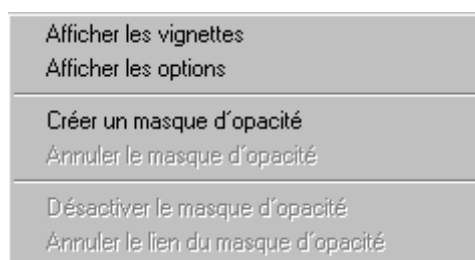 Afficher les vignettes
Afficher les options
Créer un masque d'opacité
Annuler le masque d'opacité
Désactiver le masque d'opacité
Annuler le lien du masque d'opacité